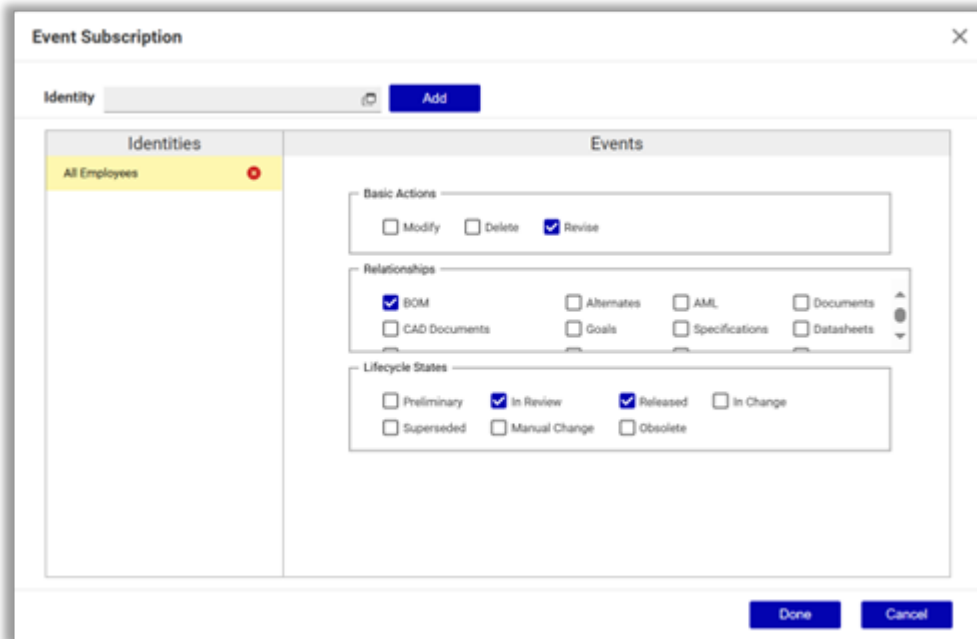 Event Subscription
Identity Add
Identities Events
All Employees
Basic Actions
Modify Delete Revise
Relationships
BOM Alternates AML Documents
CAD Documents Goals Specifications Datasheets
Lifecycle States
Preliminary In Review Released In Change
Superseded Manual Change Obsolete
Done Cancel